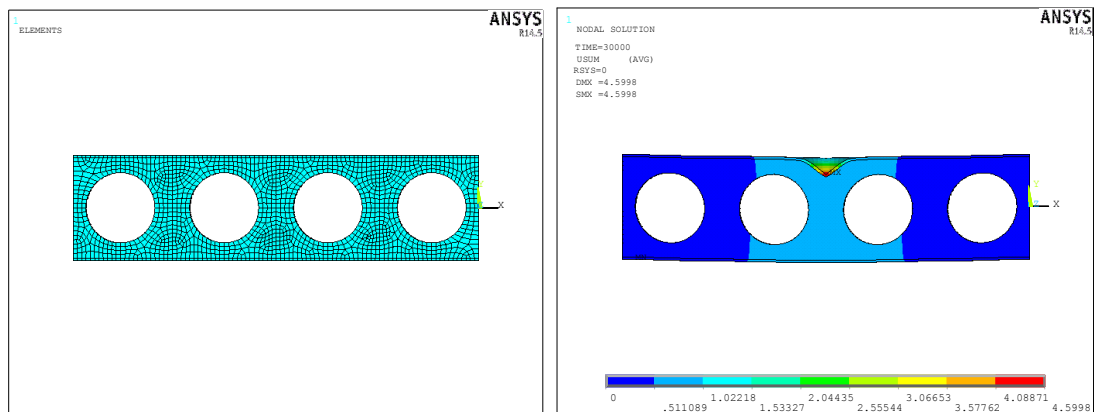 1
ELEMENTS
ANSYS
R14.5
X
1
NODAL SOLUTION
TIME=30000
USUM (AVG)
RSYS=0
DMX =4.5998
SMX =4.5998
ANSYS
R14.5
MX
Y
X
0 1.02218 2.04435 3.06653 4.08871
.511089 1.53327 2.55544 3.57762 4.5998